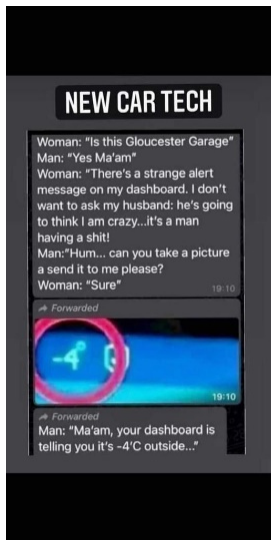 NEW CAR TECH
Woman: "Is this Gloucester Garage"
Man: "Yes Ma'am"
Woman: "There's a strange alert
message on my dashboard. I don't
want to ask my husband: he's going
to think I am crazy...it's a man
having a shit!
Man:"Hum... can you take a picture
a send it to me please?
Woman: "Sure"
19:10
Forwarded
-4°
19:10
Forwarded
Man: "Ma'am, your dashboard is
telling you it's -4'C outside..."